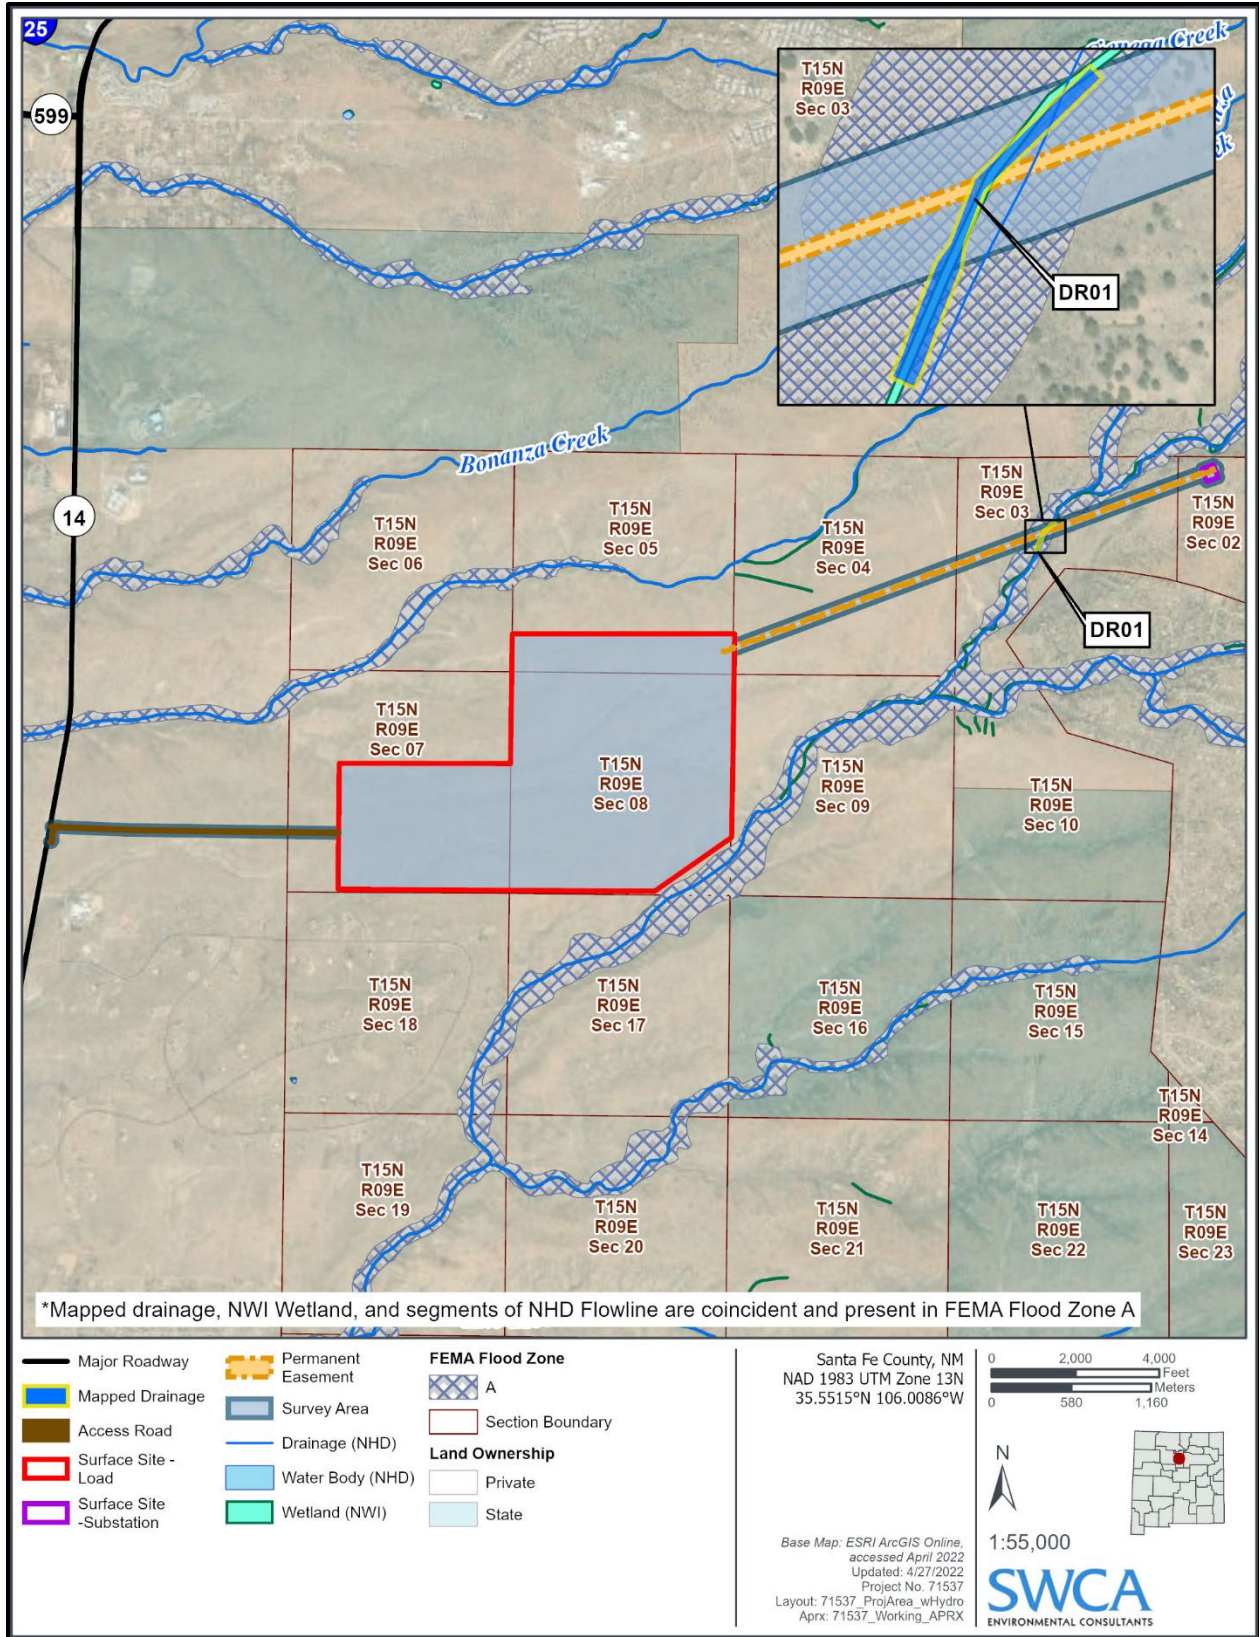 25
599
14
Creek
T15N
R09E
Sec 03
DR01
Bonanza Creek
T15N
R09E
Sec 06
T15N
R09E
Sec 05
T15N
R09E
Sec 04
T15N
R09E
Sec 03
T15N
R09E
Sec 02
DR01
T15N
R09E
Sec 07
T15N
R09E
Sec 08
T15N
R09E
Sec 09
T15N
R09E
Sec 10
T15N
R09E
Sec 18
T15N
R09E
Sec 17
T15N
R09E
Sec 16
T15N
R09E
Sec 15
T15N
R09E
Sec 14
T15N
R09E
Sec 19
T15N
R09E
Sec 20
T15N
R09E
Sec 21
T15N
R09E
Sec 22
T15N
R09E
Sec 23
*Mapped drainage, NWI Wetland, and segments of NHD Flowline are coincident and present in FEMA Flood Zone A
Major Roadway
Mapped Drainage
Access Road
Surface Site -
Load
Surface Site
-Substation
Permanent
Easement
Survey Area
Drainage (NHD)
Water Body (NHD)
Wetland (NWI)
FEMA Flood Zone
A
Section Boundary
Land Ownership
Private
State
Santa Fe County, NM
NAD 1983 UTM Zone 13N
35.5515°N 106.0086°W
Base Map: ESRI ArcGIS Online,
accessed April 2022
Updated: 4/27/2022
Project No. 71537
Layout: 71537_ProjArea_wHydro
Aprx: 71537_Working_APRX
0 2,000 4,000
Feet
Meters
0 580 1,160
N
1:55,000
SWCA
ENVIRONMENTAL CONSULTANTS